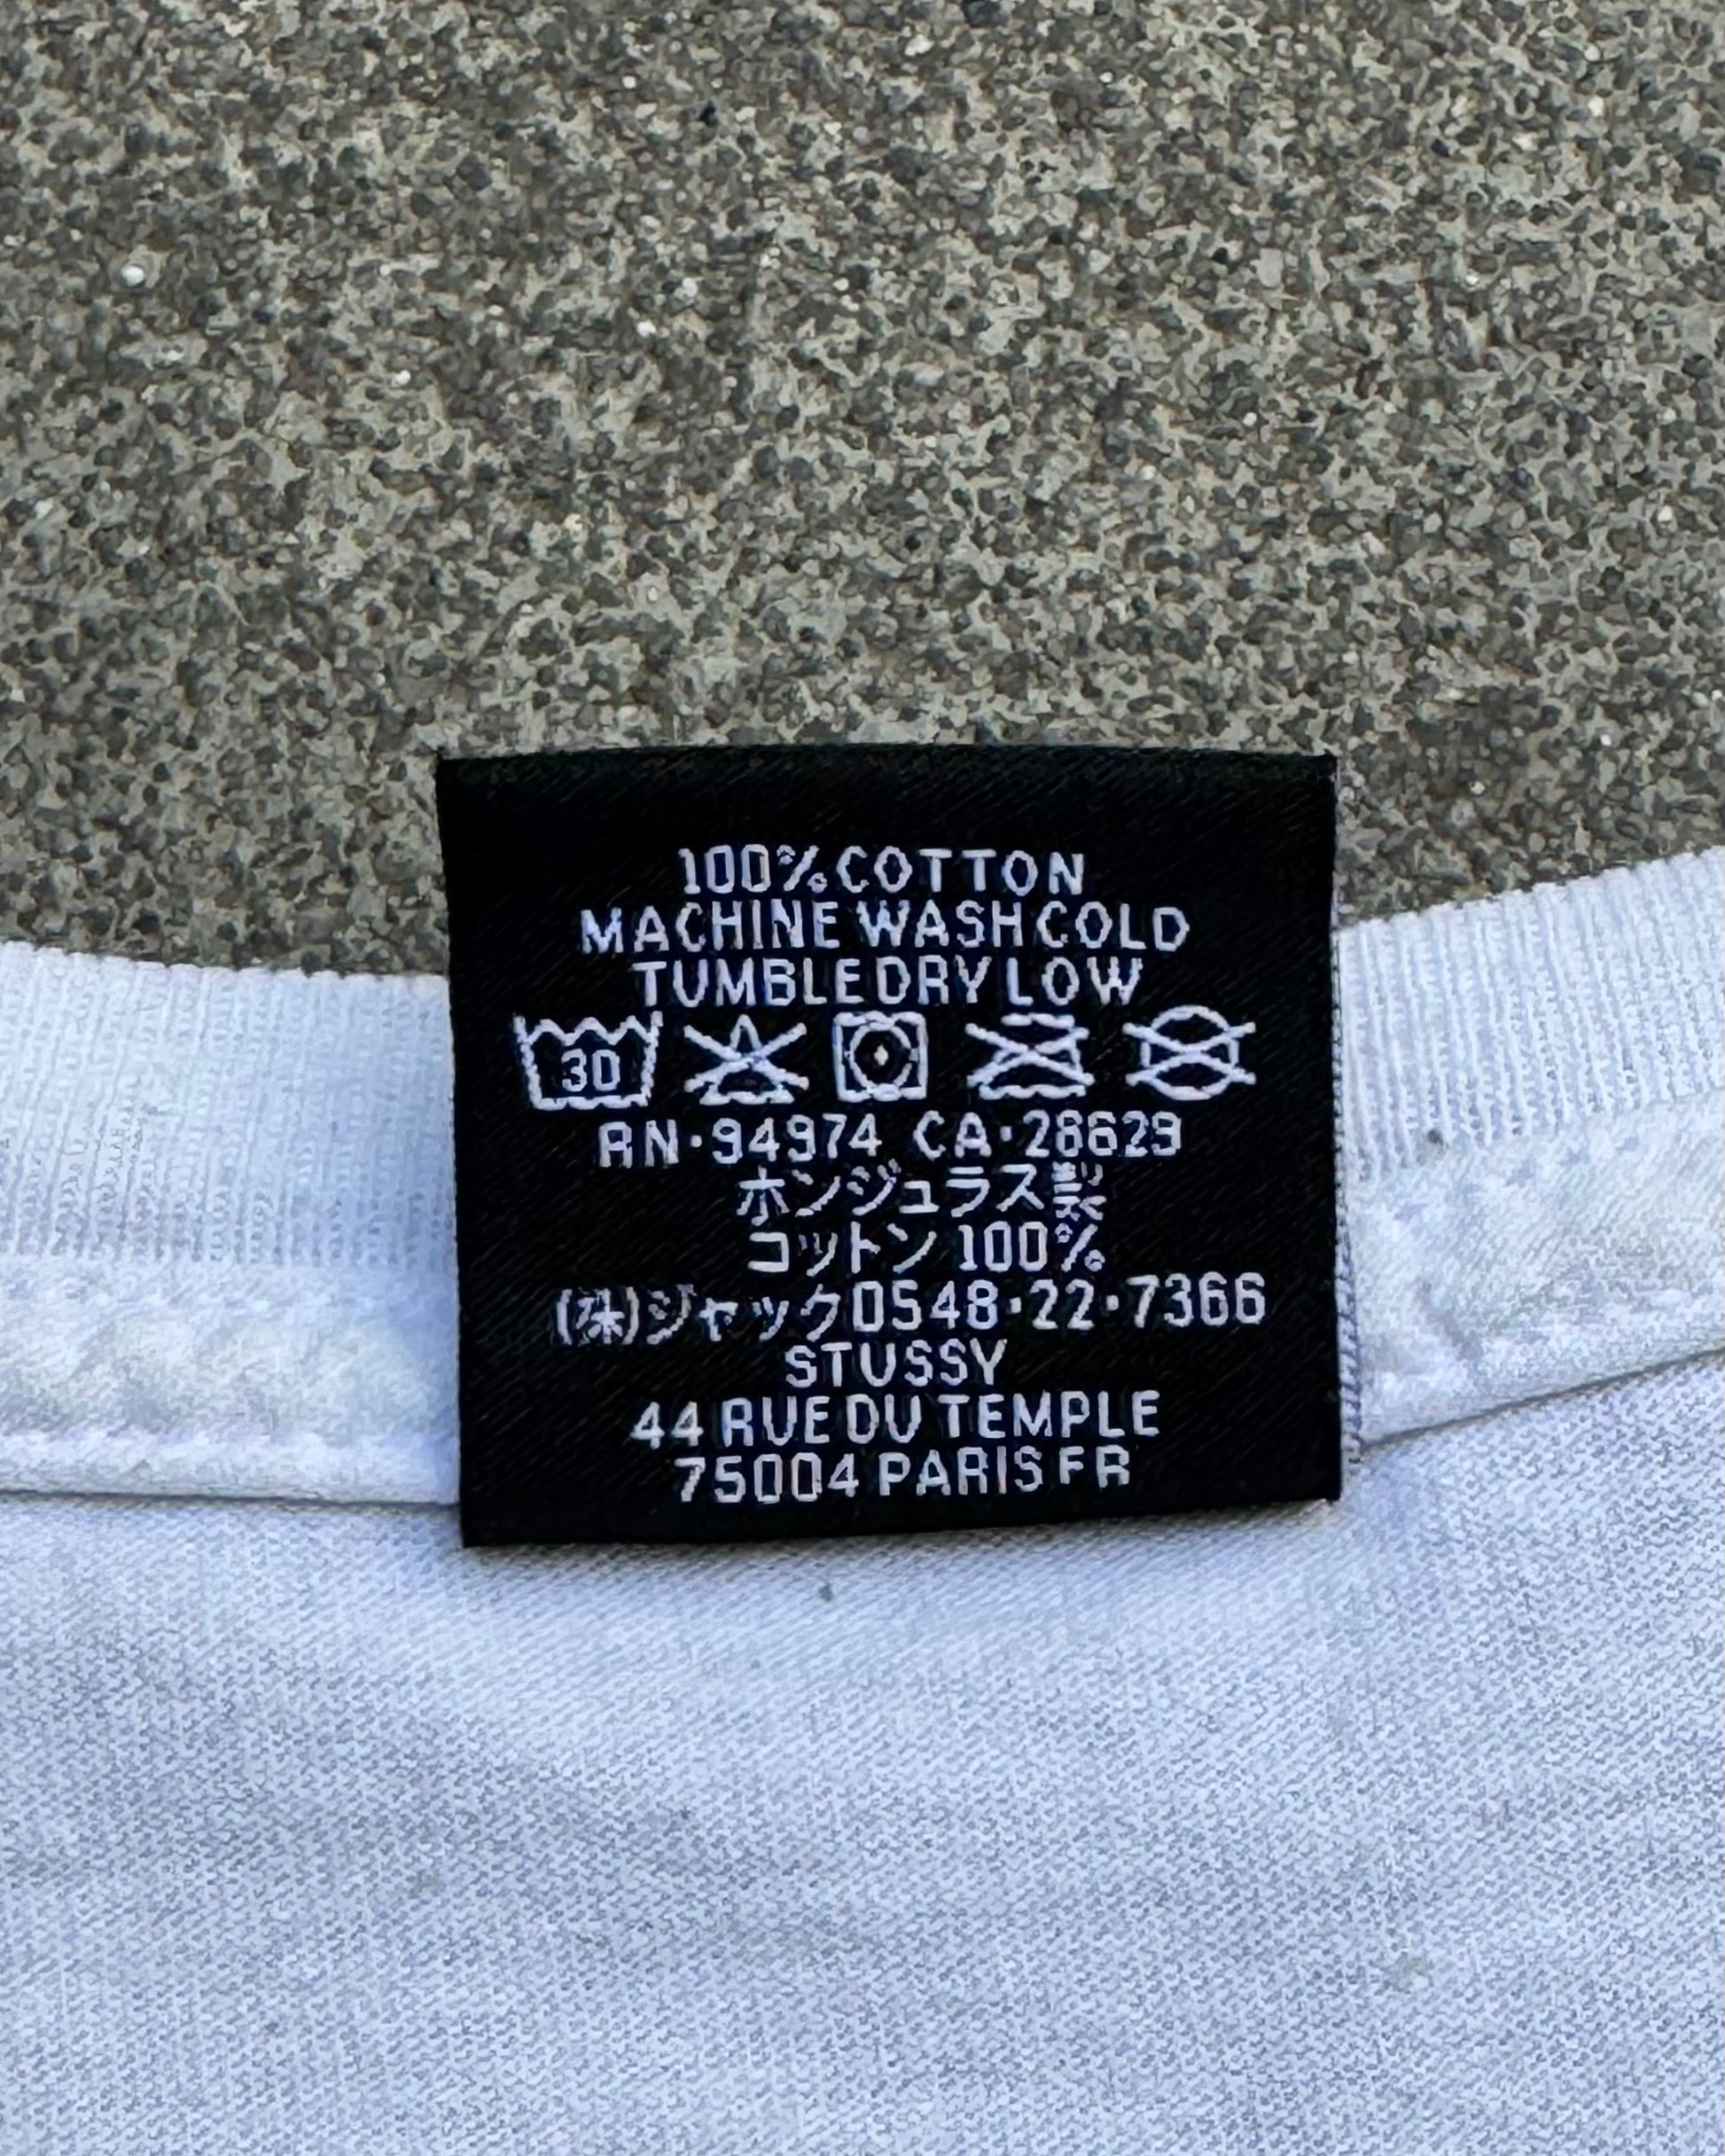 100% COTTON
MACHINE WASH COLD
TUMBLE DRY LOW
30
RN·94974 CA·28629
ホンジュラス製
コットン 100%
(株)ジャック0548·22·7366
STUSSY
44 RUE DU TEMPLE
75004 PARIS FR